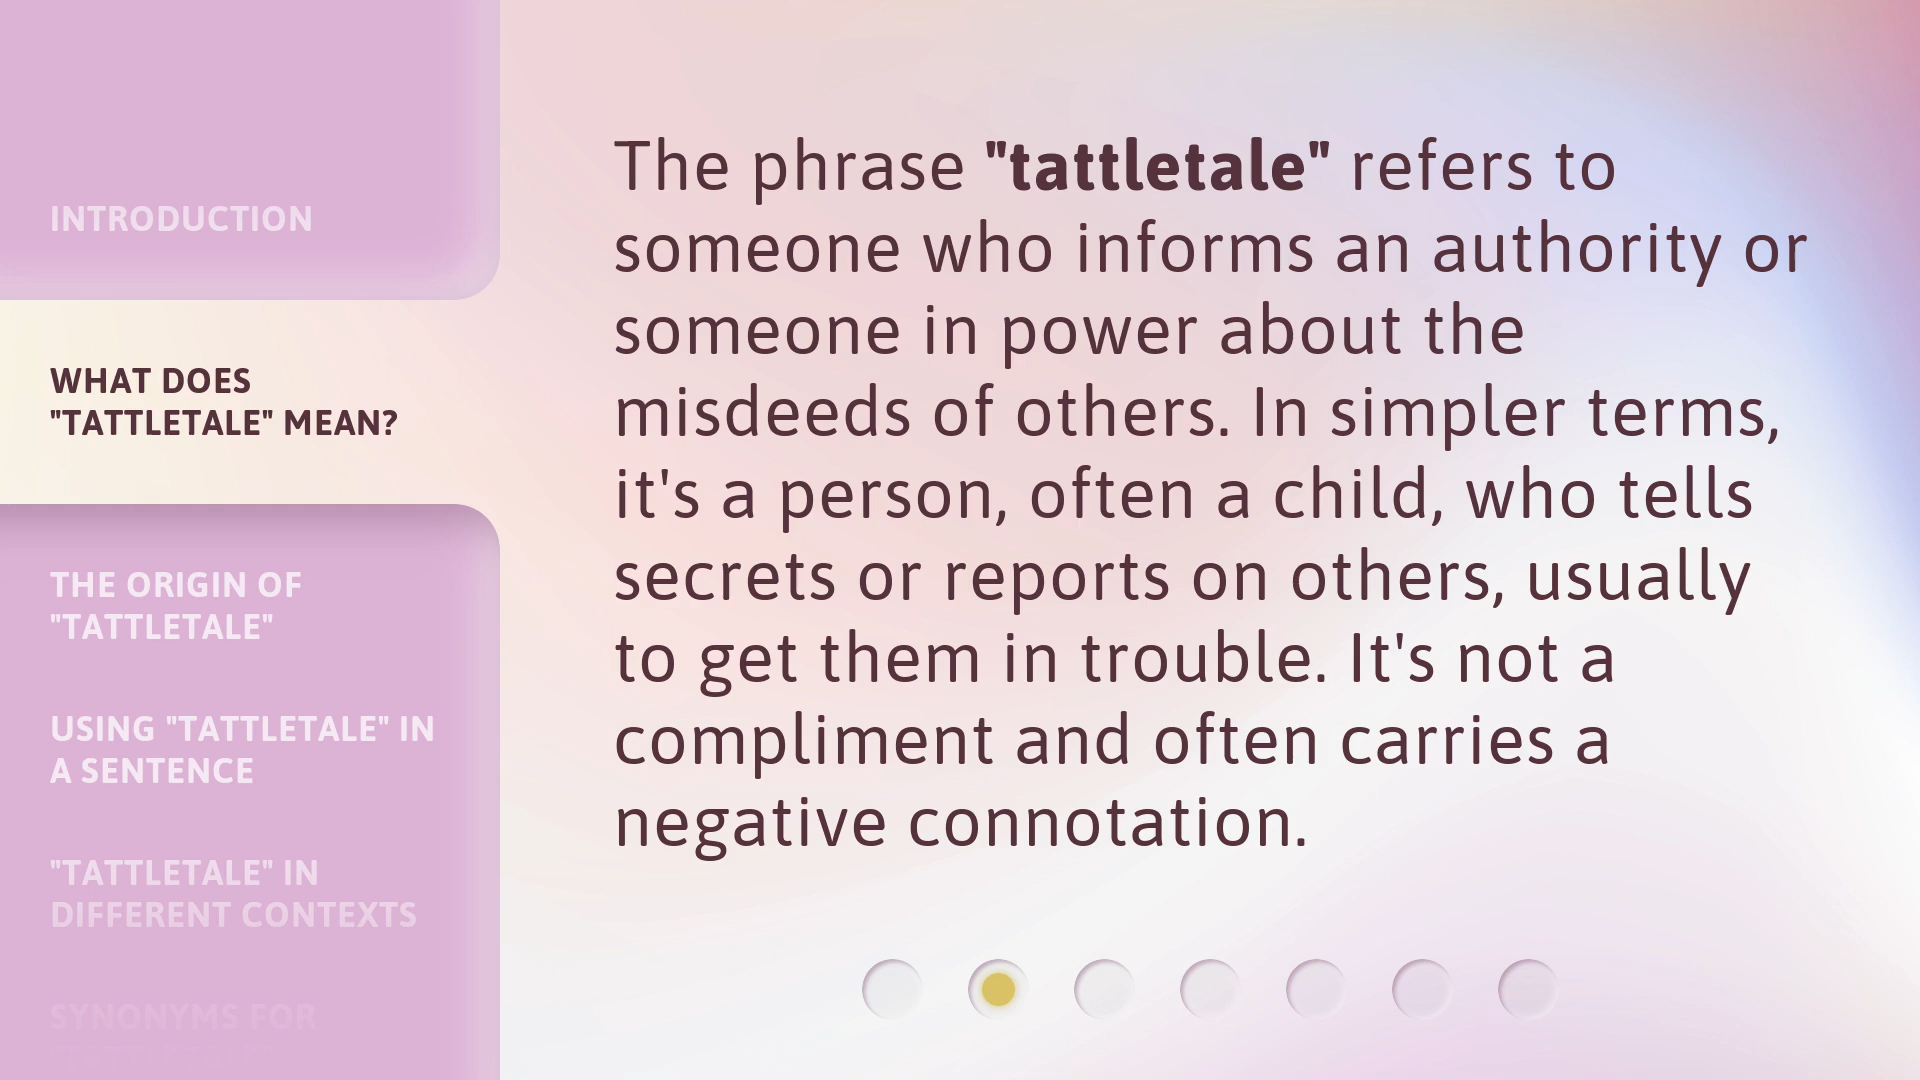 INTRODUCTION
WHAT DOES
"TATTLETALE" MEAN?
THE ORIGIN OF
"TATTLETALE"
USING "TATTLETALE" IN
A SENTENCE
"TATTLETALE" IN
DIFFERENT CONTEXTS
SYNONYMS FOR
The phrase "tattletale" refers to
someone who informs an authority or
someone in power about the
misdeeds of others. In simpler terms,
it's a person, often a child, who tells
secrets or reports on others, usually
to get them in trouble. It's not a
compliment and often carries a
negative connotation.